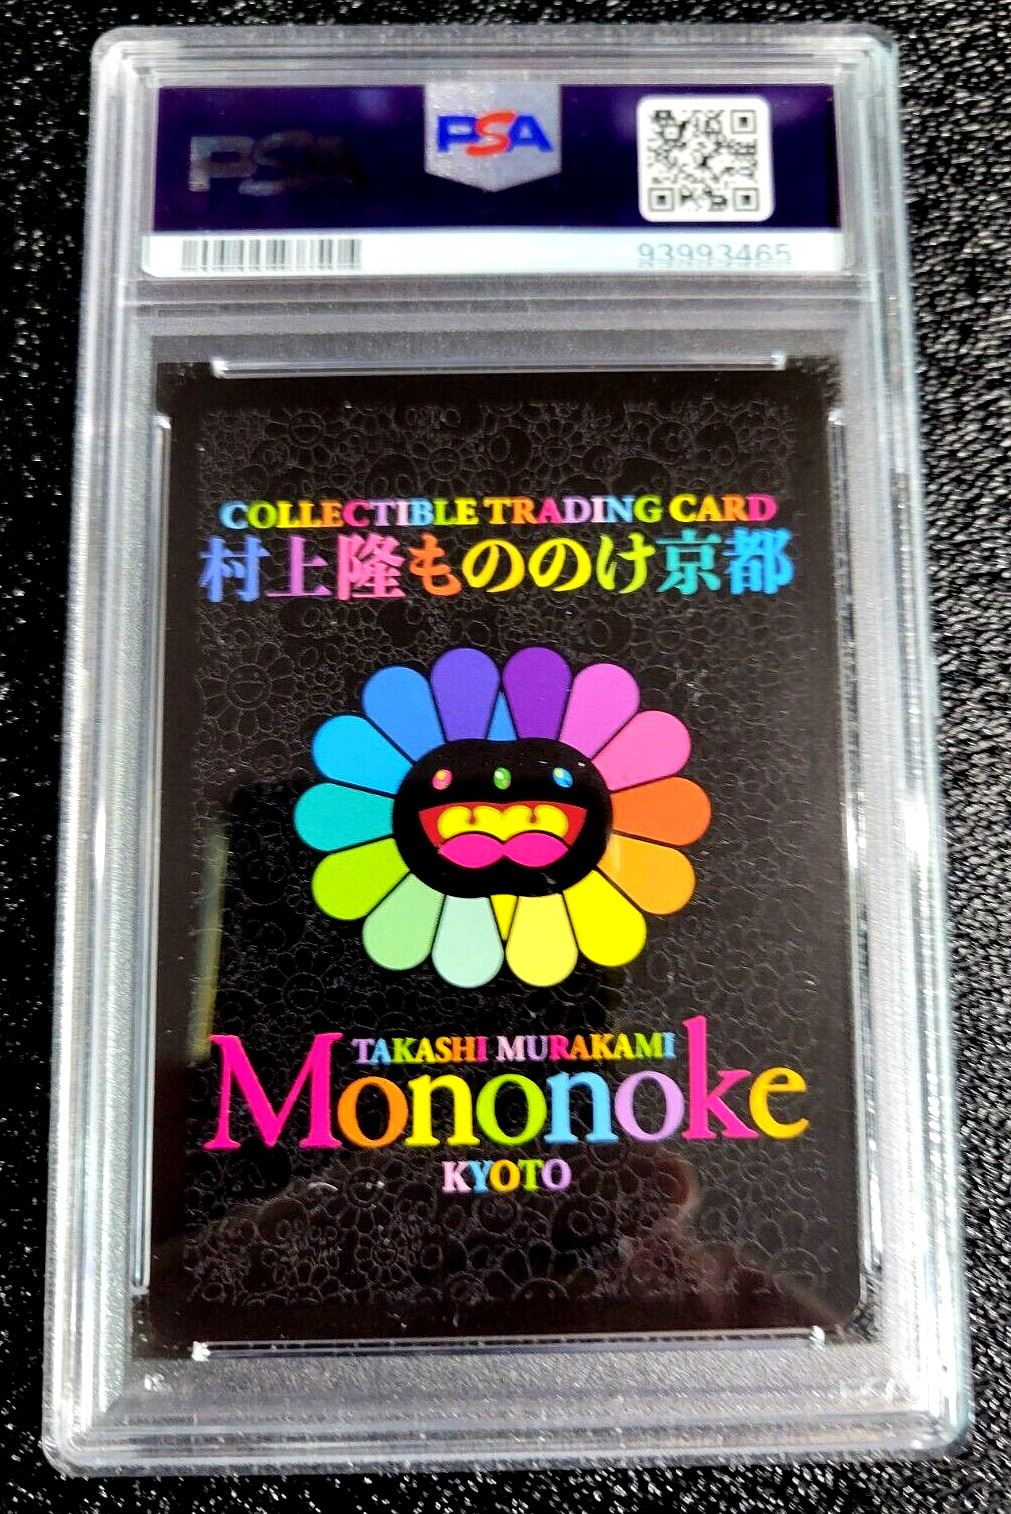 PSA
PSA
93993465
COLLECTIBLE TRADING CARD
村上隆もののけ京都
TAKASHI MURAKAMI
Mononoke
KYOTO